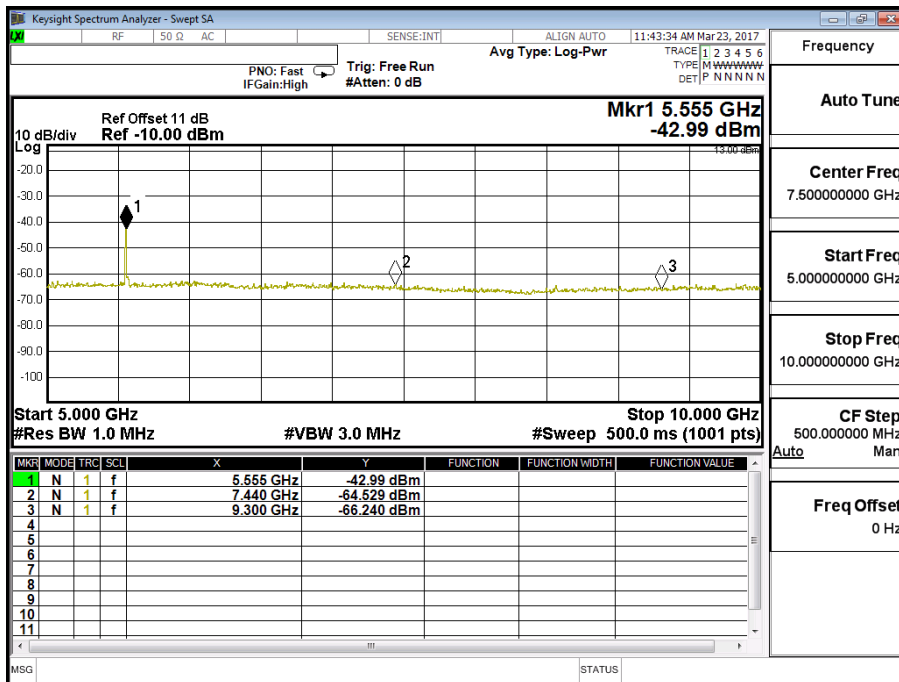 Keysight Spectrum Analyzer - Swept SA
LXI RF 50 Ω AC SENSE:INT ALIGN AUTO 11:43:34 AM Mar 23, 2017
PNO: Fast
IFGain:High
Trig: Free Run
#Atten: 0 dB
Avg Type: Log-Pwr
TRACE 1 2 3 4 5 6
TYPE M W W W W W
DET P N N N N N
Ref Offset 11 dB
Ref -10.00 dBm
10 dB/div
Log
Mkr1 5.555 GHz
-42.99 dBm
13.00 dBm
-20.0
-30.0
-40.0
-50.0
-60.0
-70.0
-80.0
-90.0
-100
1
2
3
Start 5.000 GHz
Stop 10.000 GHz
#Res BW 1.0 MHz
#VBW 3.0 MHz
#Sweep 500.0 ms (1001 pts)
MKR MODE TRC SCL X Y FUNCTION FUNCTION WIDTH FUNCTION VALUE
1 N 1 f 5.555 GHz -42.99 dBm
2 N 1 f 7.440 GHz -64.529 dBm
3 N 1 f 9.300 GHz -66.240 dBm
4
5
6
7
8
9
10
11
MSG
STATUS
Frequency
Auto Tune
Center Freq
7.500000000 GHz
Start Freq
5.000000000 GHz
Stop Freq
10.000000000 GHz
CF Step
500.000000 MHz
Auto Man
Freq Offset
0 Hz